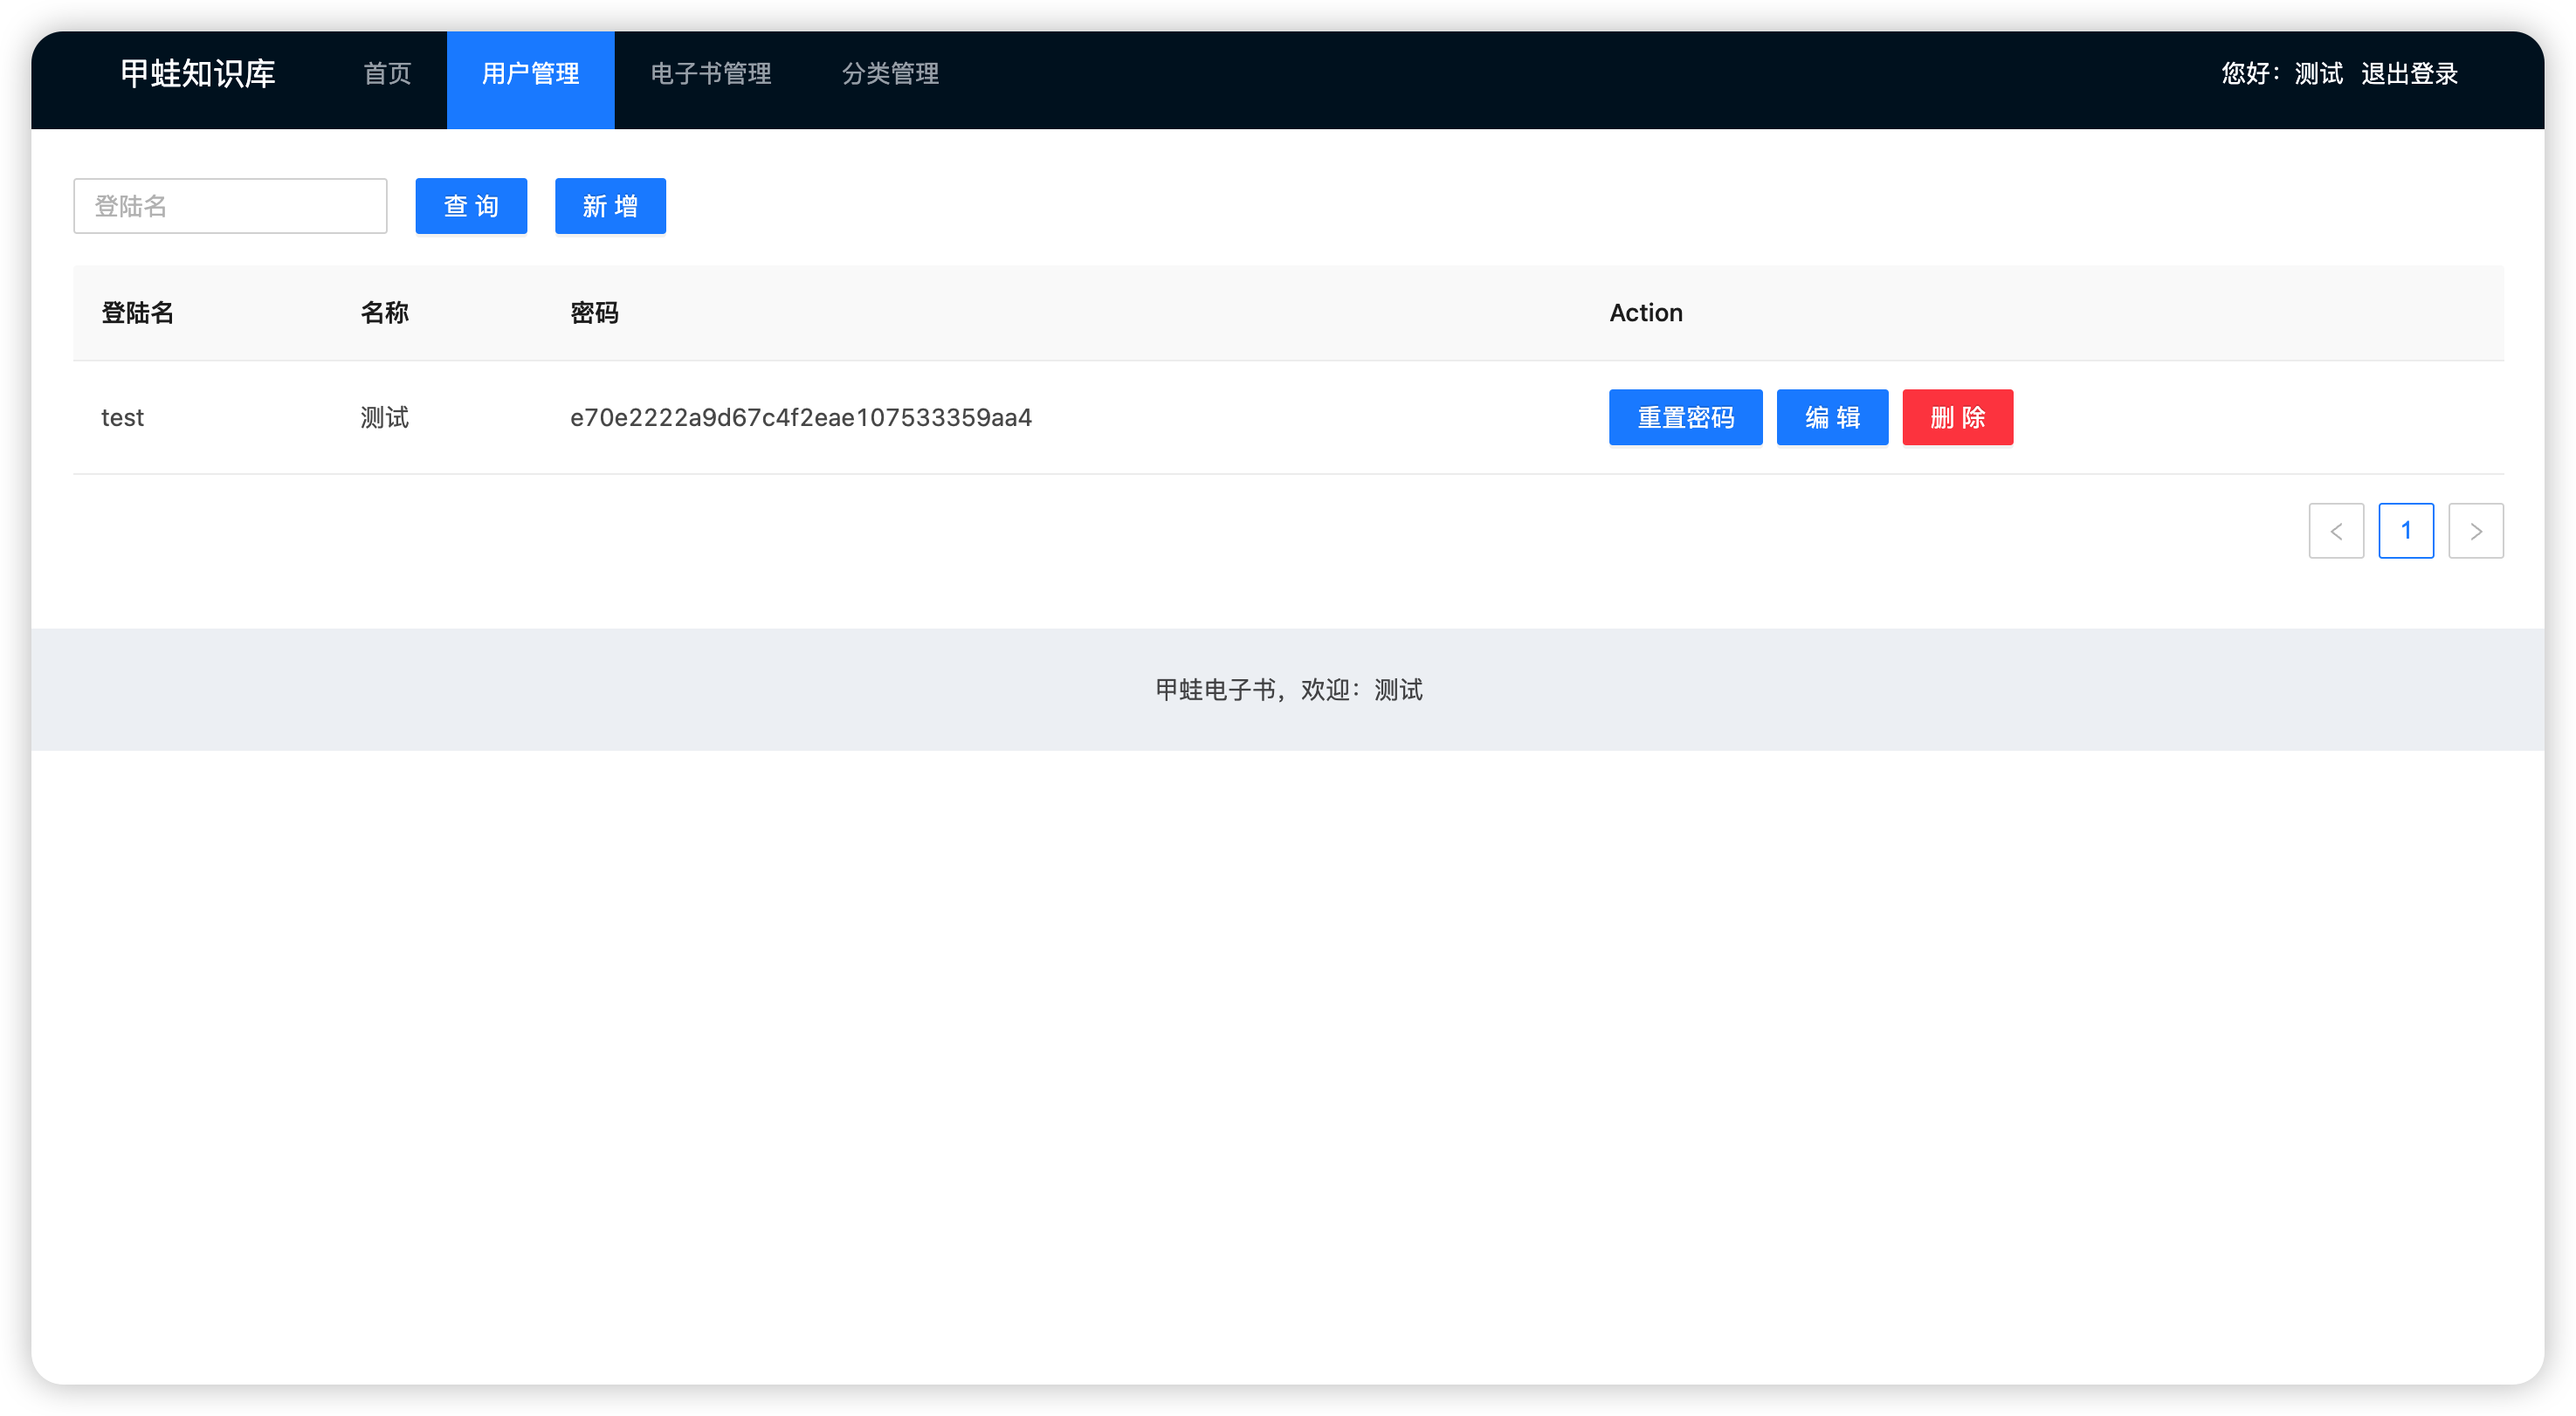 甲蛙知识库 首页 用户管理 电子书管理 分类管理 您好：测试 退出登录
登陆名 查 询 新 增
登陆名 名称 密码 Action
test 测试 e70e2222a9d67c4f2eae107533359aa4 重置密码 编 辑 删 除
< 1 >
甲蛙电子书，欢迎：测试